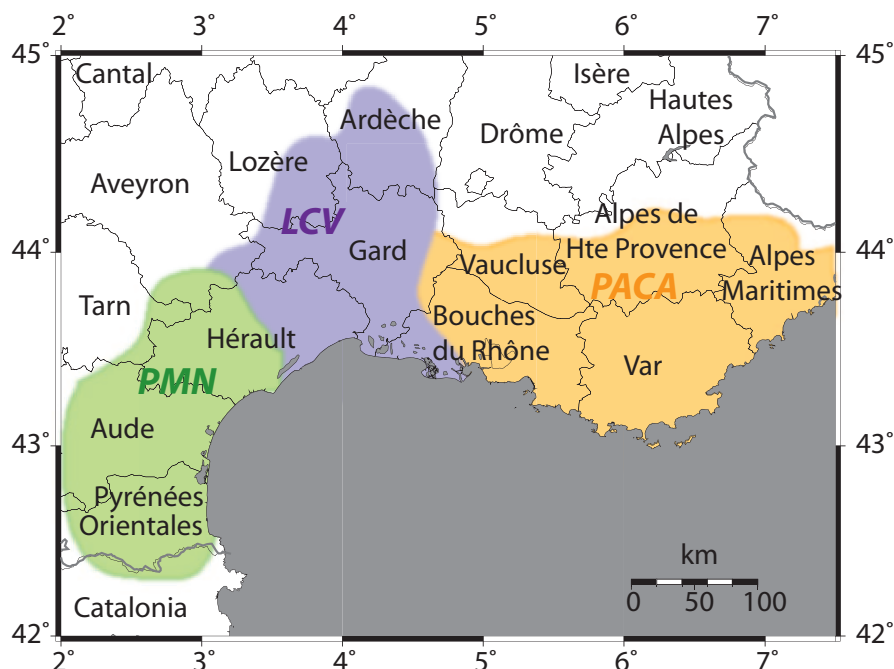 2˚ 3˚ 4˚ 5˚ 6˚ 7˚
45˚ 45˚
Cantal
Isère
Hautes
Alpes
Ardèche
Drôme
Lozère
Aveyron
Alpes de
Hte Provence
LCV
44˚ 44˚
Gard
Vaucluse
Alpes
Maritimes
PACA
Tarn
Bouches
du Rhône
Hérault
Var
PMN
Aude
43˚ 43˚
Pyrénées
Orientales
km
0 50 100
Catalonia
42˚ 42˚
2˚ 3˚ 4˚ 5˚ 6˚ 7˚